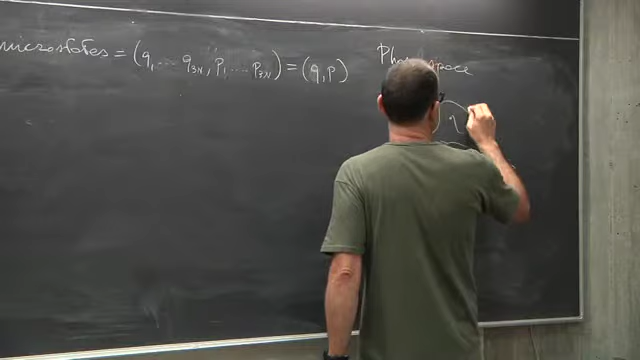 microstates = (q₁, ... q₃ₙ, p₁ ... p₃ₙ) = (q, p)
Phase space
q